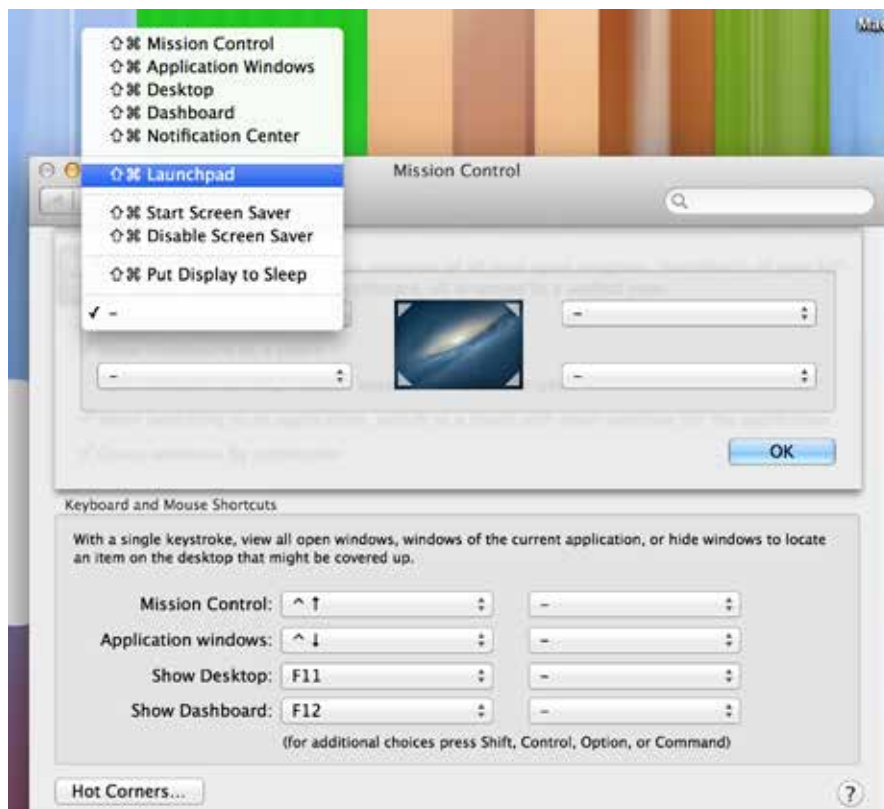 Mac
⇧⌘ Mission Control
⇧⌘ Application Windows
⇧⌘ Desktop
⇧⌘ Dashboard
⇧⌘ Notification Center
⇧⌘ Launchpad
⇧⌘ Start Screen Saver
⇧⌘ Disable Screen Saver
⇧⌘ Put Display to Sleep
✓ –
Mission Control
–
–
–
OK
Keyboard and Mouse Shortcuts
With a single keystroke, view all open windows, windows of the current application, or hide windows to locate
an item on the desktop that might be covered up.
Mission Control: ^ ↑ –
Application windows: ^ ↓ –
Show Desktop: F11 –
Show Dashboard: F12 –
(for additional choices press Shift, Control, Option, or Command)
Hot Corners... ?